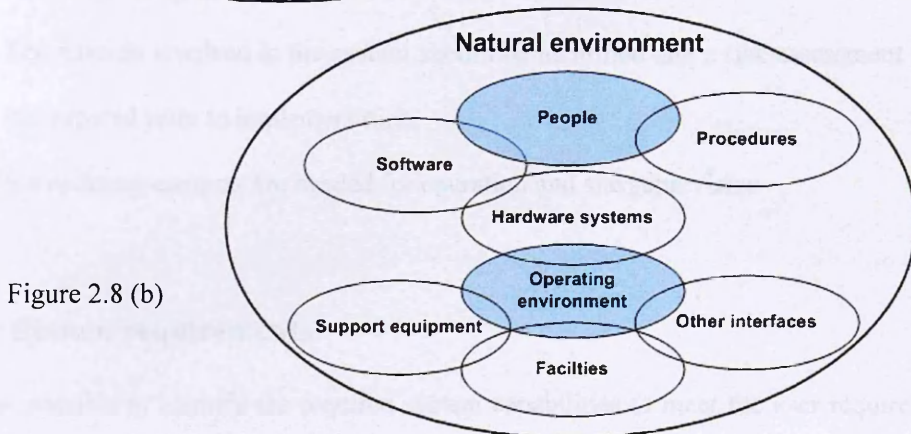 Natural environment
People
Procedures
Software
Hardware systems
Operating
environment
Figure 2.8 (b)
Support equipment
Other interfaces
Facilties